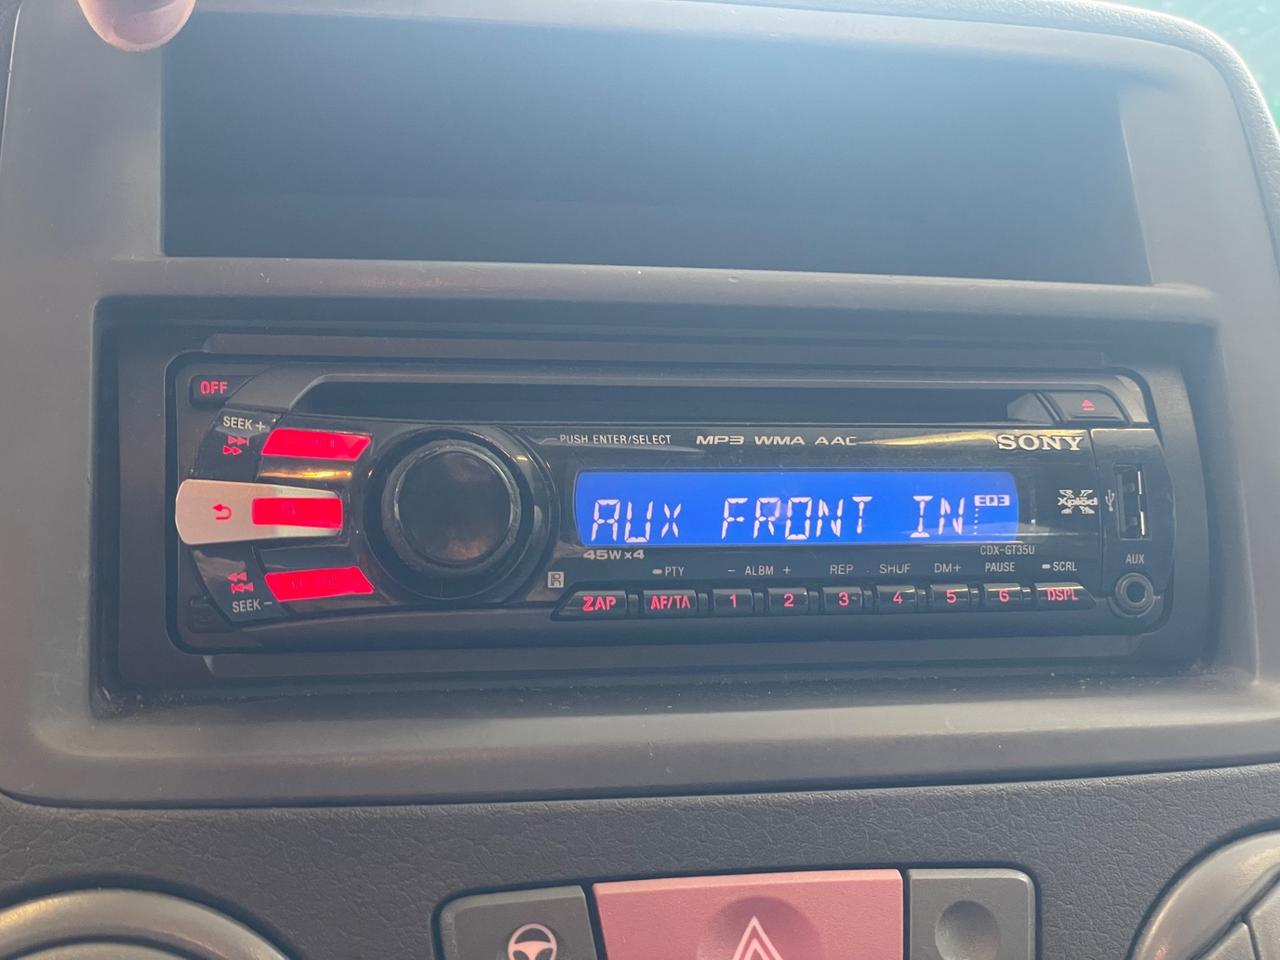 OFF
SEEK +
PUSH ENTER/SELECT
MP3 WMA AAC
SONY
AUX FRONT IN
EQ3
Xplod
45W×4
CDX-GT35U
PTY
- ALBM +
REP
SHUF
DM+
PAUSE
SCRL
AUX
SEEK -
ZAP
AF/TA
1
2
3
4
5
6
DSPL